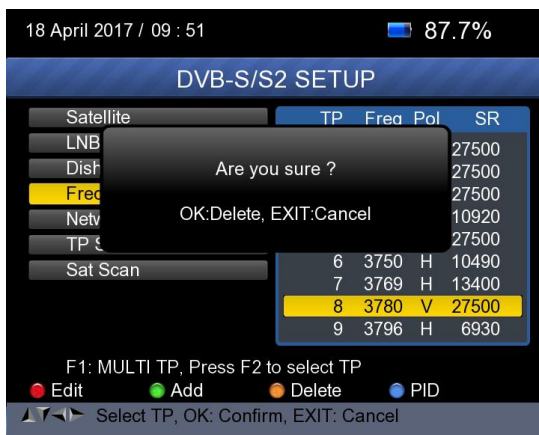 18 April 2017 / 09 : 51 87.7%
DVB-S/S2 SETUP
Satellite TP Freq Pol SR
LNB 27500
Dish 27500
Are you sure ?
27500
OK:Delete, EXIT:Cancel
10920
27500
6 3750 H 10490
Sat Scan
7 3769 H 13400
8 3780 V 27500
9 3796 H 6930
F1: MULTI TP, Press F2 to select TP
Edit Add Delete PID
Select TP, OK: Confirm, EXIT: Cancel